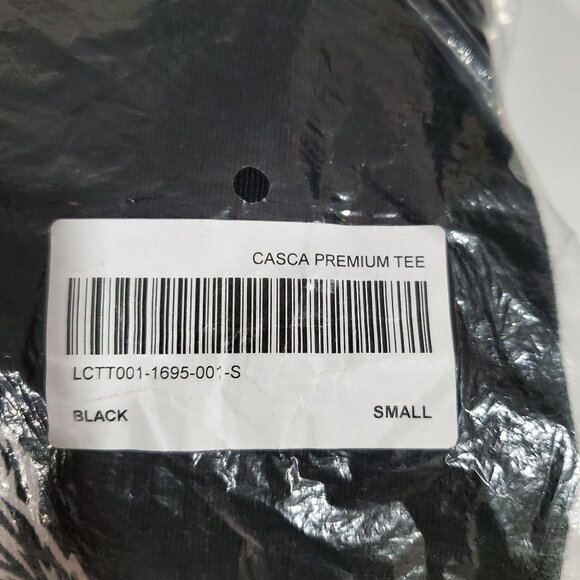 CASCA PREMIUM TEE
LCTT001-1695-001-S
BLACK SMALL